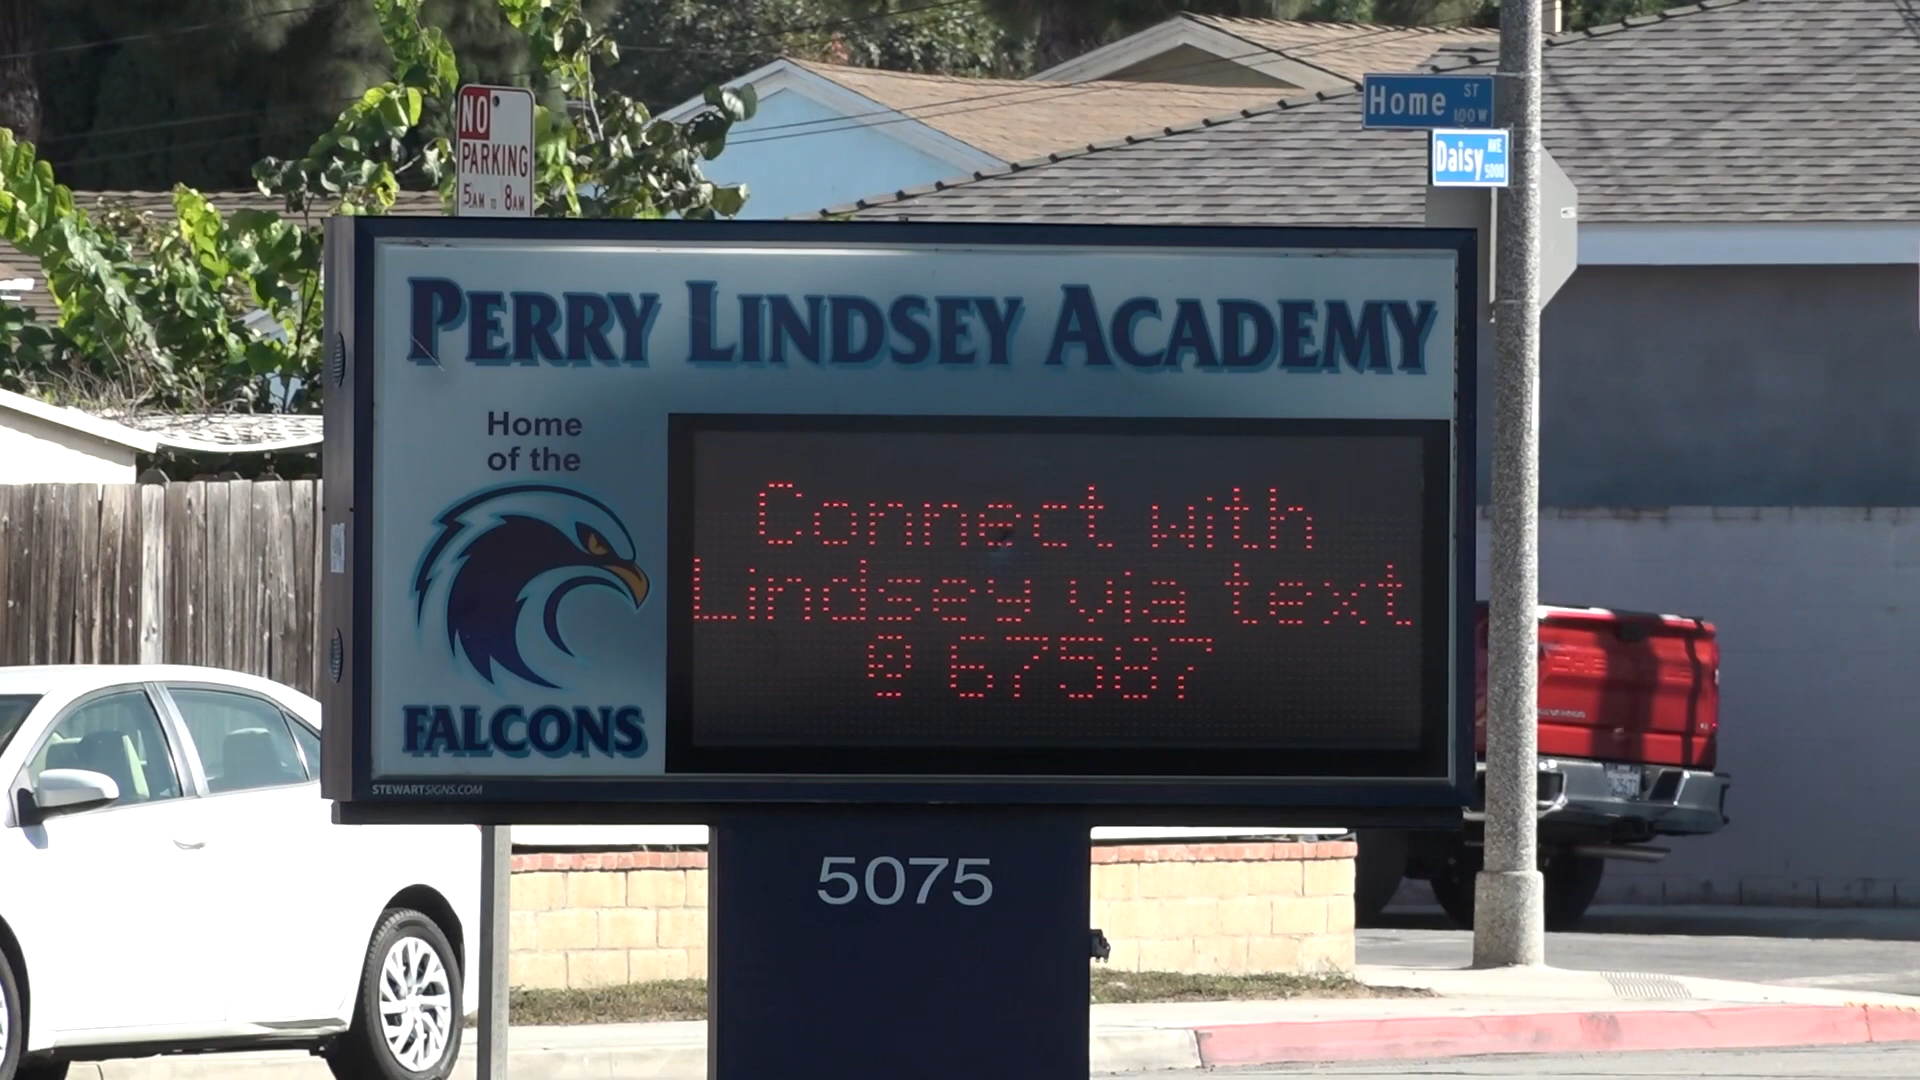 NO
PARKING
5AM TO 8AM
Home ST
100W
Daisy AVE
5000
PERRY LINDSEY ACADEMY
Home
of the
FALCONS
Connect with
Lindsey via text
@ 67587
STEWARTSIGNS.COM
5075